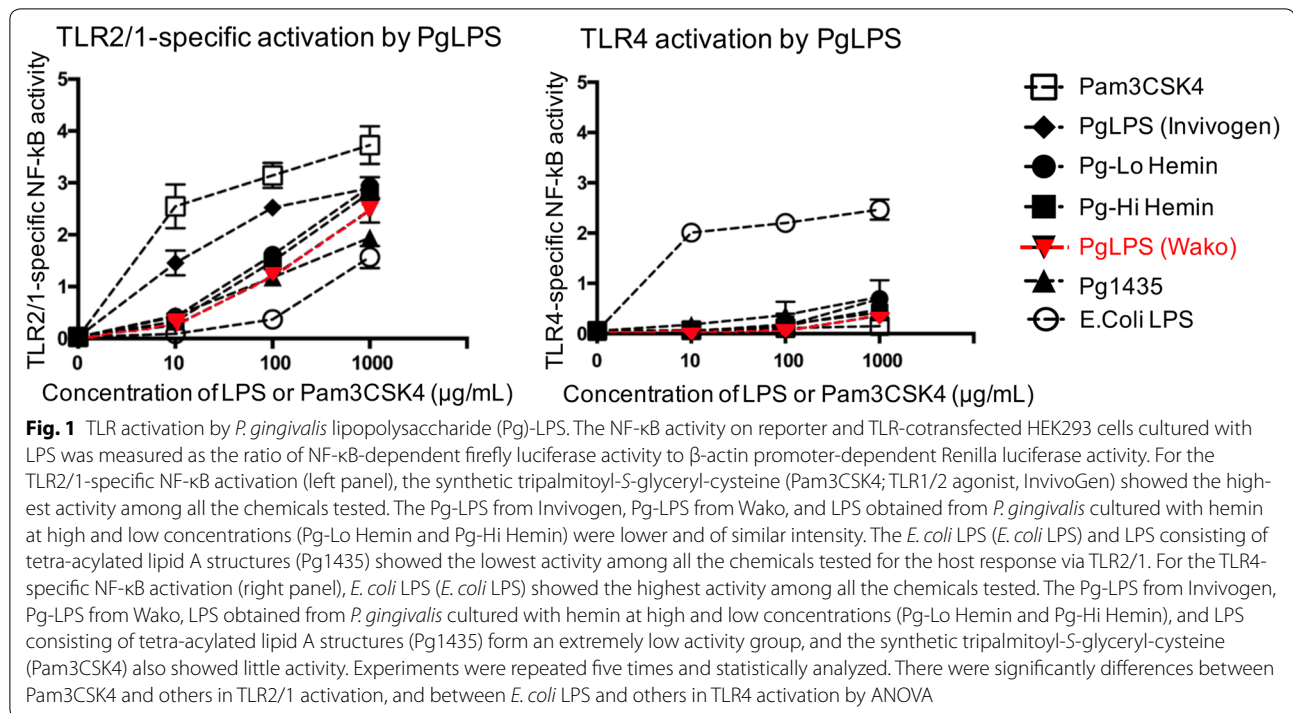 TLR2/1-specific activation by PgLPS
TLR2/1-specific NF-kB activity
5
4
3
2
1
0
0 10 100 1000
Concentration of LPS or Pam3CSK4 (µg/mL)
TLR4 activation by PgLPS
TLR4-specific NF-kB activity
5
4
3
2
1
0
0 10 100 1000
Concentration of LPS or Pam3CSK4 (µg/mL)
Pam3CSK4
PgLPS (Invivogen)
Pg-Lo Hemin
Pg-Hi Hemin
PgLPS (Wako)
Pg1435
E.Coli LPS
Fig. 1 TLR activation by P. gingivalis lipopolysaccharide (Pg)-LPS. The NF-κB activity on reporter and TLR-cotransfected HEK293 cells cultured with
LPS was measured as the ratio of NF-κB-dependent firefly luciferase activity to β-actin promoter-dependent Renilla luciferase activity. For the
TLR2/1-specific NF-κB activation (left panel), the synthetic tripalmitoyl-S-glyceryl-cysteine (Pam3CSK4; TLR1/2 agonist, InvivoGen) showed the high-
est activity among all the chemicals tested. The Pg-LPS from Invivogen, Pg-LPS from Wako, and LPS obtained from P. gingivalis cultured with hemin
at high and low concentrations (Pg-Lo Hemin and Pg-Hi Hemin) were lower and of similar intensity. The E. coli LPS (E. coli LPS) and LPS consisting of
tetra-acylated lipid A structures (Pg1435) showed the lowest activity among all the chemicals tested for the host response via TLR2/1. For the TLR4-
specific NF-κB activation (right panel), E. coli LPS (E. coli LPS) showed the highest activity among all the chemicals tested. The Pg-LPS from Invivogen,
Pg-LPS from Wako, LPS obtained from P. gingivalis cultured with hemin at high and low concentrations (Pg-Lo Hemin and Pg-Hi Hemin), and LPS
consisting of tetra-acylated lipid A structures (Pg1435) form an extremely low activity group, and the synthetic tripalmitoyl-S-glyceryl-cysteine
(Pam3CSK4) also showed little activity. Experiments were repeated five times and statistically analyzed. There were significantly differences between
Pam3CSK4 and others in TLR2/1 activation, and between E. coli LPS and others in TLR4 activation by ANOVA